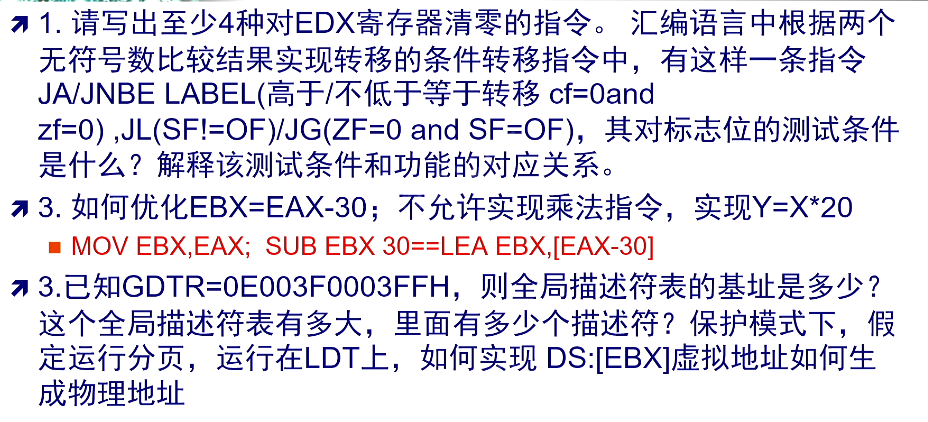 1. 请写出至少4种对EDX寄存器清零的指令。 汇编语言中根据两个
无符号数比较结果实现转移的条件转移指令中，有这样一条指令
JA/JNBE LABEL(高于/不低于等于转移 cf=0and
zf=0) ,JL(SF!=OF)/JG(ZF=0 and SF=OF)，其对标志位的测试条件
是什么？解释该测试条件和功能的对应关系。
3. 如何优化EBX=EAX-30；不允许实现乘法指令，实现Y=X*20
MOV EBX,EAX; SUB EBX 30==LEA EBX,[EAX-30]
3.已知GDTR=0E003F0003FFH，则全局描述符表的基址是多少？
这个全局描述符表有多大，里面有多少个描述符？保护模式下，假
定运行分页，运行在LDT上，如何实现 DS:[EBX]虚拟地址如何生
成物理地址